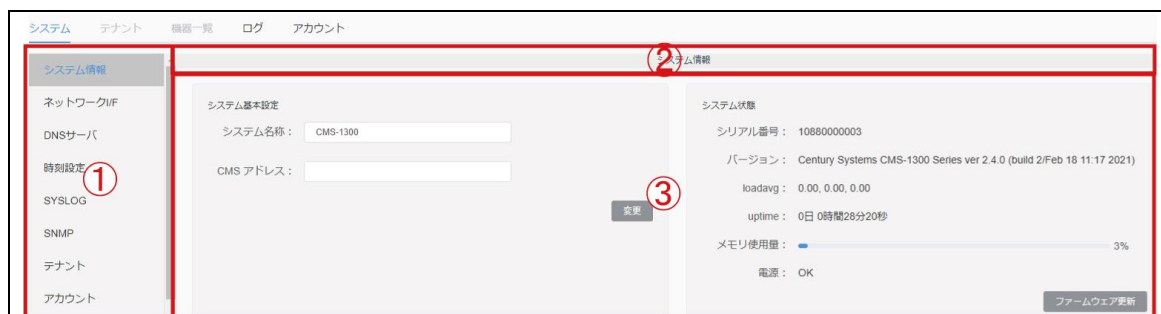 システム テナント 機器一覧 ログ アカウント
システム情報
ネットワークI/F
DNSサーバ
時刻設定
SYSLOG
SNMP
テナント
アカウント
①
② システム情報
③
システム基本設定
システム名称： CMS-1300
CMS アドレス：
変更
システム状態
シリアル番号： 10880000003
バージョン： Century Systems CMS-1300 Series ver 2.4.0 (build 2/Feb 18 11:17 2021)
loadavg： 0.00, 0.00, 0.00
uptime： 0日 0時間28分20秒
メモリ使用量： 3%
電源： OK
ファームウェア更新